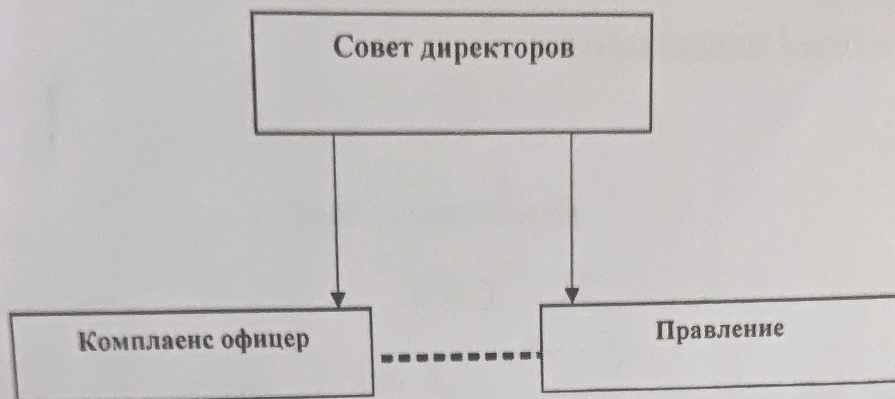 Совет директоров
Комплаенс офицер
Правление